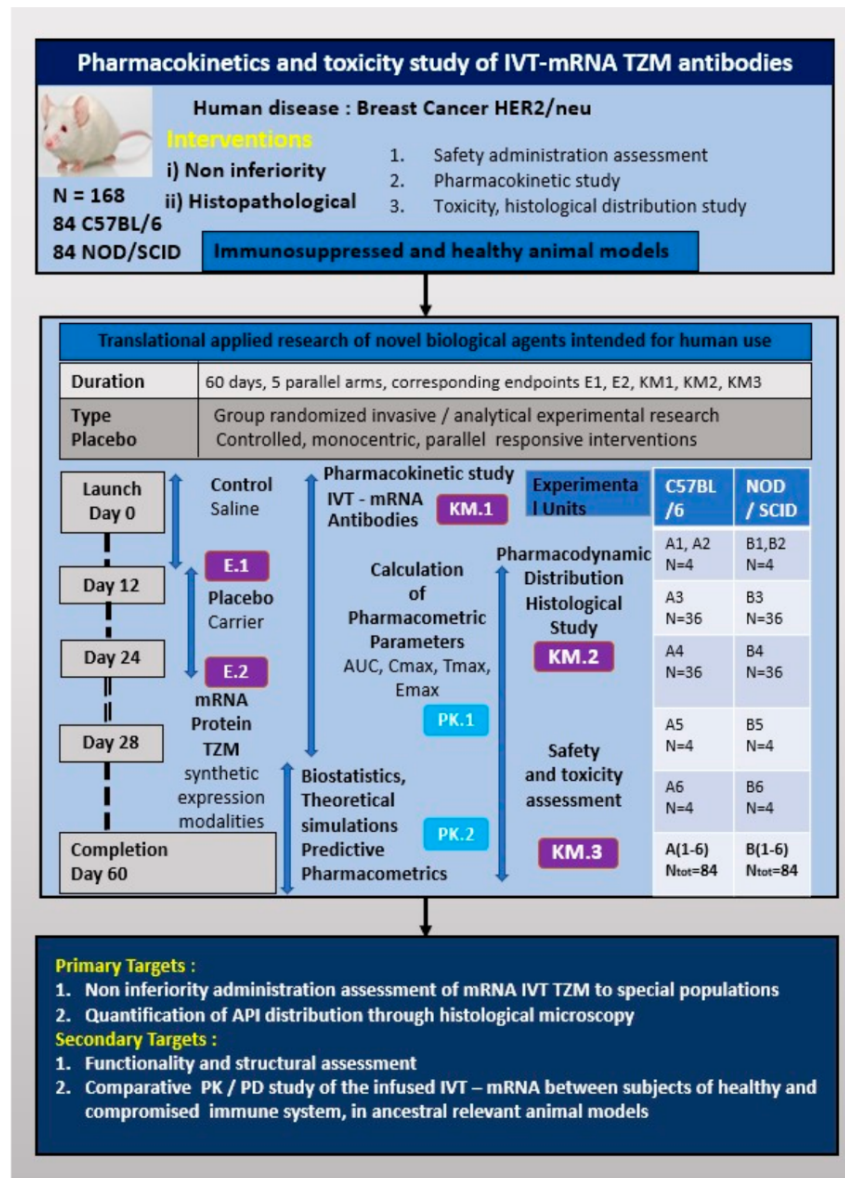 Pharmacokinetics and toxicity study of IVT-mRNA TZM antibodies
Human disease : Breast Cancer HER2/neu
Interventions
i) Non inferiority
ii) Histopathological
1. Safety administration assessment
2. Pharmacokinetic study
3. Toxicity, histological distribution study
N = 168
84 C57BL/6
84 NOD/SCID
Immunosuppressed and healthy animal models
Translational applied research of novel biological agents intended for human use
Duration 60 days, 5 parallel arms, corresponding endpoints E1, E2, KM1, KM2, KM3
Type Group randomized invasive / analytical experimental research
Placebo Controlled, monocentric, parallel responsive interventions
Launch
Day 0
Day 12
Day 24
Day 28
Completion
Day 60
Control
Saline
E.1
Placebo
Carrier
E.2
mRNA
Protein
TZM
synthetic
expression
modalities
Pharmacokinetic study
IVT - mRNA
Antibodies
KM.1
Calculation
of
Pharmacometric
Parameters
AUC, Cmax, Tmax,
Emax
PK.1
Biostatistics,
Theoretical
simulations
Predictive
Pharmacometrics
PK.2
Experimenta
l Units
Pharmacodynamic
Distribution
Histological
Study
KM.2
Safety
and toxicity
assessment
KM.3
C57BL
/6
NOD
/ SCID
A1, A2
N=4
B1,B2
N=4
A3
N=36
B3
N=36
A4
N=36
B4
N=36
A5
N=4
B5
N=4
A6
N=4
B6
N=4
A(1-6)
Ntot=84
B(1-6)
Ntot=84
Primary Targets :
1. Non inferiority administration assessment of mRNA IVT TZM to special populations
2. Quantification of API distribution through histological microscopy
Secondary Targets :
1. Functionality and structural assessment
2. Comparative PK / PD study of the infused IVT – mRNA between subjects of healthy and
compromised immune system, in ancestral relevant animal models